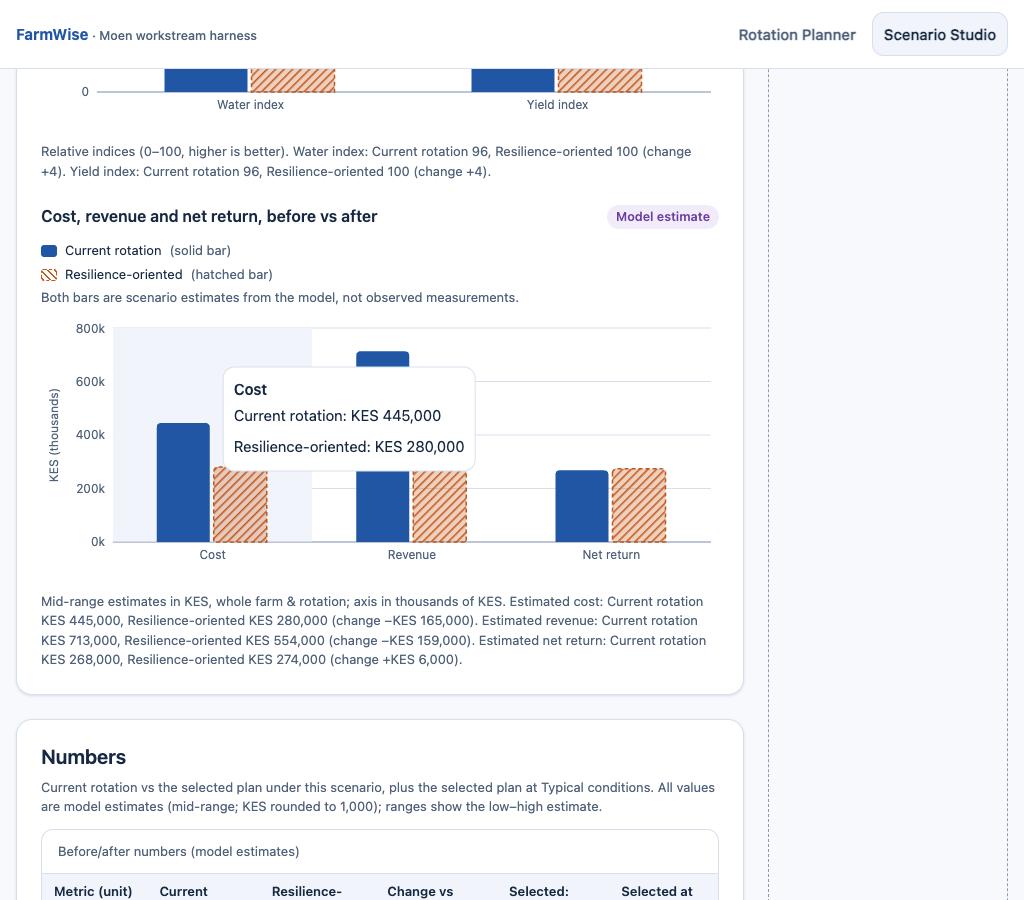 FarmWise · Moen workstream harness
Rotation Planner
Scenario Studio
0
Water index
Yield index
Relative indices (0–100, higher is better). Water index: Current rotation 96, Resilience-oriented 100 (change
+4). Yield index: Current rotation 96, Resilience-oriented 100 (change +4).
Cost, revenue and net return, before vs after
Model estimate
Current rotation (solid bar)
Resilience-oriented (hatched bar)
Both bars are scenario estimates from the model, not observed measurements.
800k
600k
400k
200k
0k
KES (thousands)
Cost
Current rotation: KES 445,000
Resilience-oriented: KES 280,000
Cost
Revenue
Net return
Mid-range estimates in KES, whole farm & rotation; axis in thousands of KES. Estimated cost: Current rotation
KES 445,000, Resilience-oriented KES 280,000 (change −KES 165,000). Estimated revenue: Current rotation
KES 713,000, Resilience-oriented KES 554,000 (change −KES 159,000). Estimated net return: Current rotation
KES 268,000, Resilience-oriented KES 274,000 (change +KES 6,000).
Numbers
Current rotation vs the selected plan under this scenario, plus the selected plan at Typical conditions. All values
are model estimates (mid-range; KES rounded to 1,000); ranges show the low–high estimate.
Before/after numbers (model estimates)
Metric (unit)
Current
Resilience-
Change vs
Selected:
Selected at